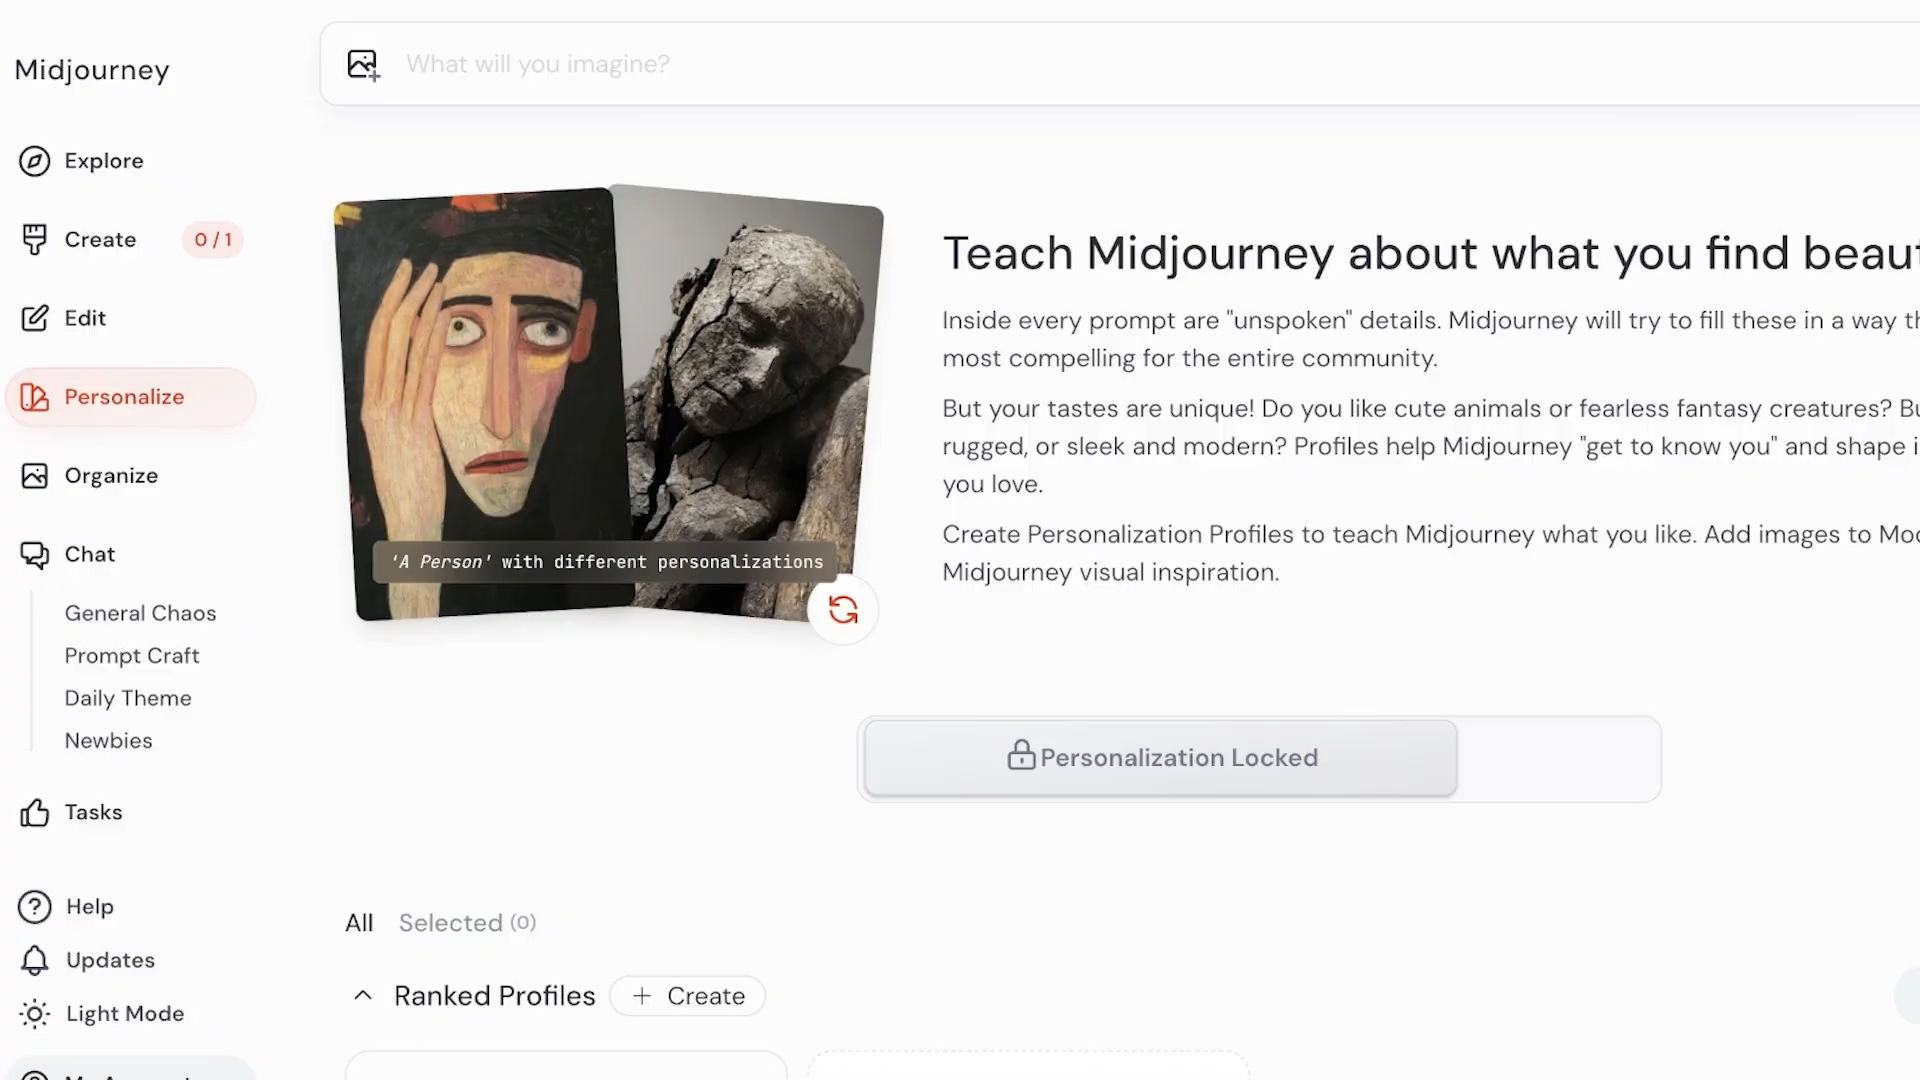 Midjourney
What will you imagine?
Explore
Create 0 / 1
Edit
Personalize
Organize
Chat
General Chaos
Prompt Craft
Daily Theme
Newbies
Tasks
Help
Updates
Light Mode
'A Person' with different personalizations
Teach Midjourney about what you find
Inside every prompt are "unspoken" details. Midjourney will try to fill these in a way
most compelling for the entire community.
But your tastes are unique! Do you like cute animals or fearless fantasy creatures?
rugged, or sleek and modern? Profiles help Midjourney "get to know you" and shape
you love.
Create Personalization Profiles to teach Midjourney what you like. Add images to
Midjourney visual inspiration.
Personalization Locked
All Selected (0)
Ranked Profiles + Create